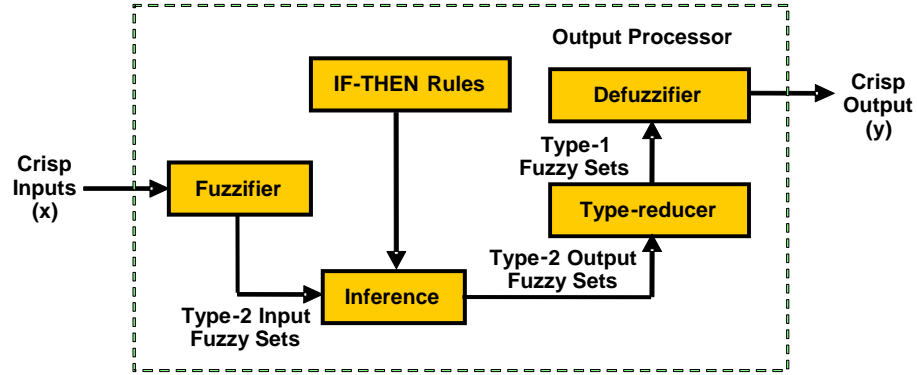 Output Processor
IF-THEN Rules
Defuzzifier
Crisp
Output
(y)
Type-1
Fuzzy Sets
Crisp
Inputs
(x)
Fuzzifier
Type-reducer
Type-2 Output
Fuzzy Sets
Inference
Type-2 Input
Fuzzy Sets